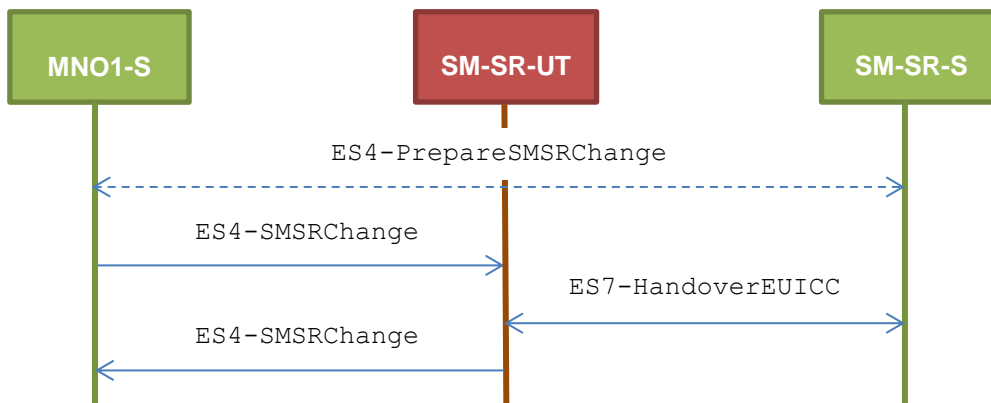 MNO1-S
SM-SR-UT
SM-SR-S
ES4-PrepareSMSRChange
ES4-SMSRChange
ES7-HandoverEUICC
ES4-SMSRChange